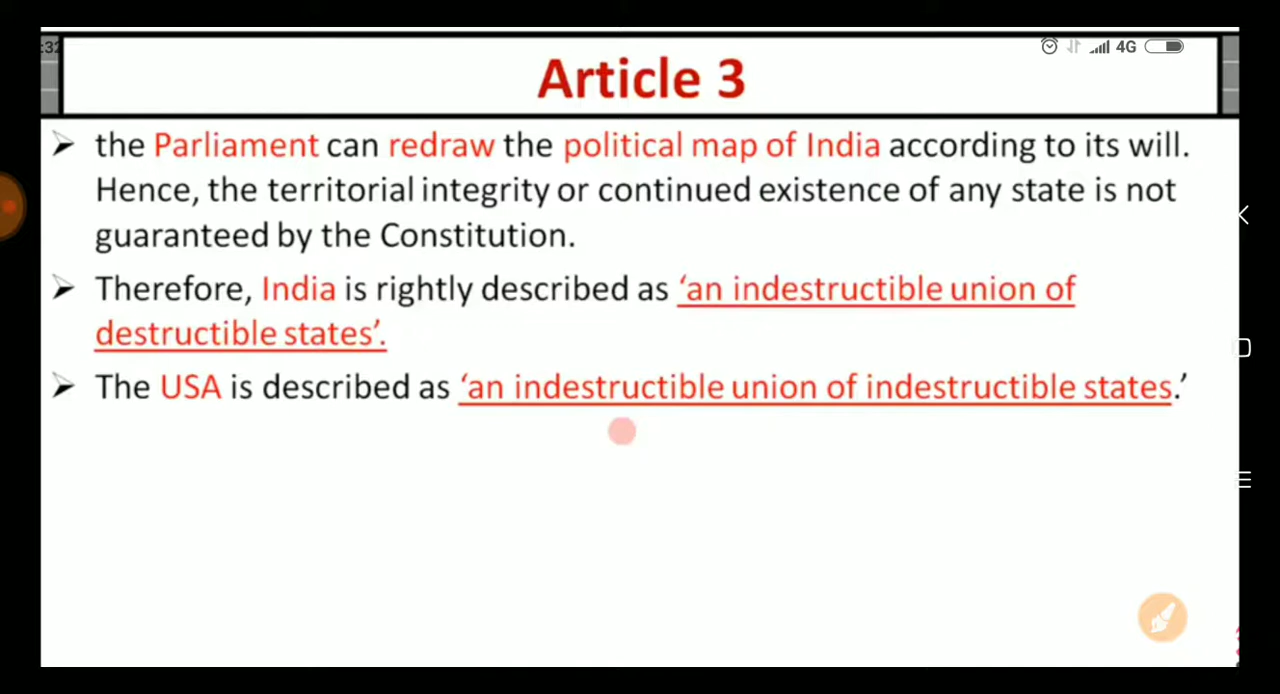 :32
4G
Article 3
the Parliament can redraw the political map of India according to its will.
Hence, the territorial integrity or continued existence of any state is not
guaranteed by the Constitution.
Therefore, India is rightly described as ‘an indestructible union of
destructible states’.
The USA is described as ‘an indestructible union of indestructible states.’